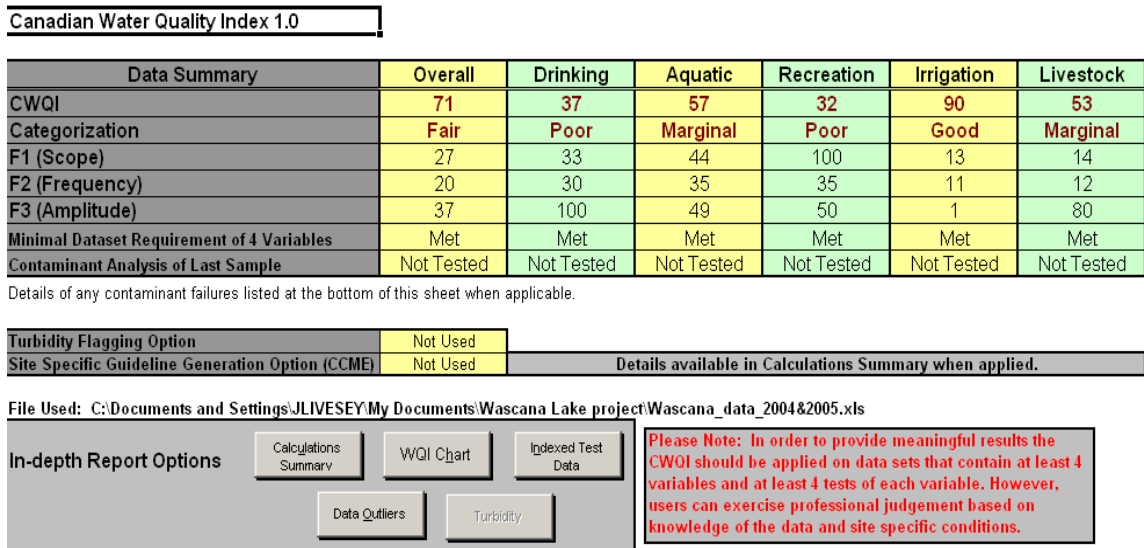 Canadian Water Quality Index 1.0
Data Summary Overall Drinking Aquatic Recreation Irrigation Livestock
CWQI 71 37 57 32 90 53
Categorization Fair Poor Marginal Poor Good Marginal
F1 (Scope) 27 33 44 100 13 14
F2 (Frequency) 20 30 35 35 11 12
F3 (Amplitude) 37 100 49 50 1 80
Minimal Dataset Requirement of 4 Variables Met Met Met Met Met Met
Contaminant Analysis of Last Sample Not Tested Not Tested Not Tested Not Tested Not Tested Not Tested
Details of any contaminant failures listed at the bottom of this sheet when applicable.
Turbidity Flagging Option Not Used
Site Specific Guideline Generation Option (CCME) Not Used Details available in Calculations Summary when applied.
File Used: C:\Documents and Settings\JLIVESEY\My Documents\Wascana Lake project\Wascana_data_2004&2005.xls
In-depth Report Options
Calculations
Summary
WQI Chart
Indexed Test
Data
Data Outliers
Turbidity
Please Note: In order to provide meaningful results the
CWQI should be applied on data sets that contain at least 4
variables and at least 4 tests of each variable. However,
users can exercise professional judgement based on
knowledge of the data and site specific conditions.